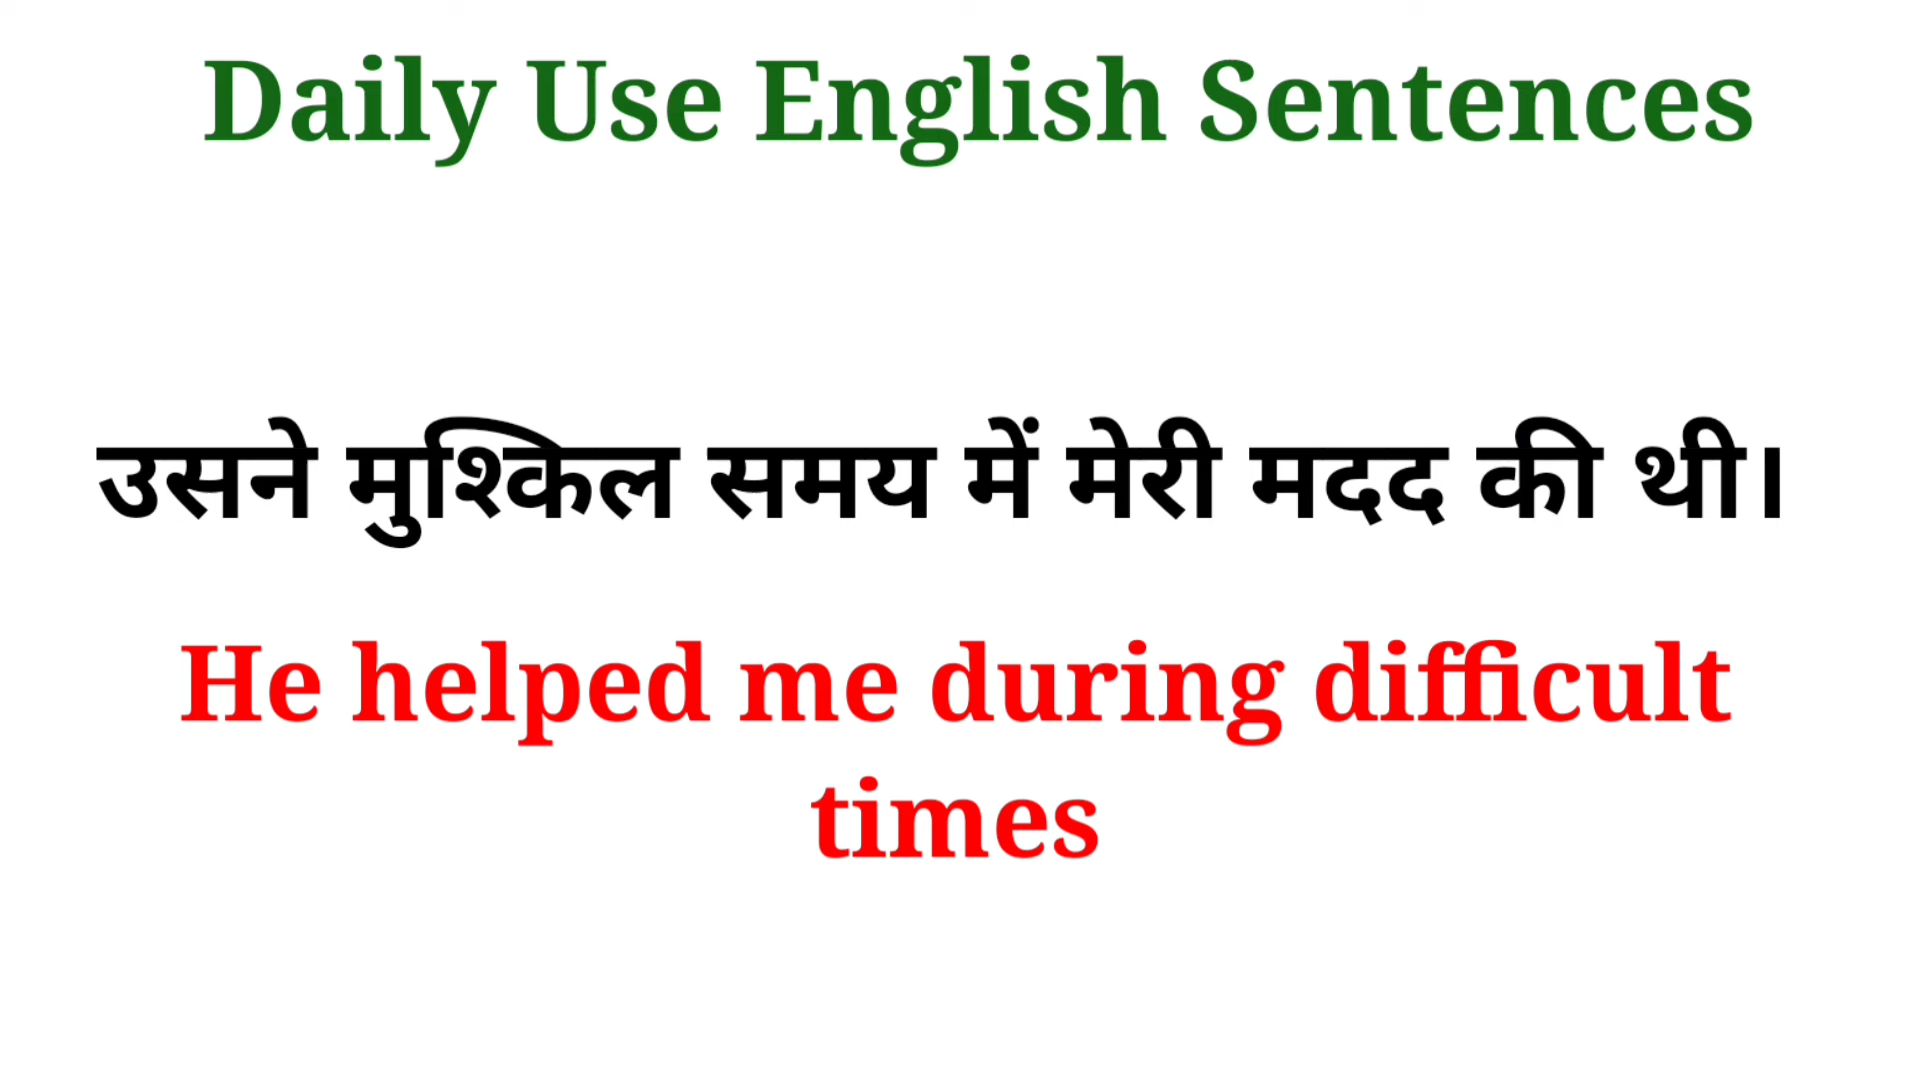 Daily Use English Sentences
उसने मुश्किल समय में मेरी मदद की थी।
He helped me during difficult
times